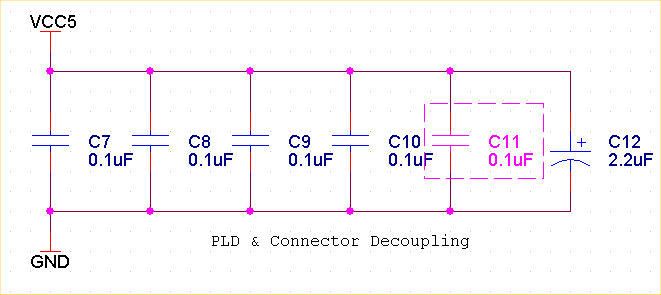 VCC5
C7
0.1uF
C8
0.1uF
C9
0.1uF
C10
0.1uF
C11
0.1uF
+
C12
2.2uF
PLD & Connector Decoupling
GND